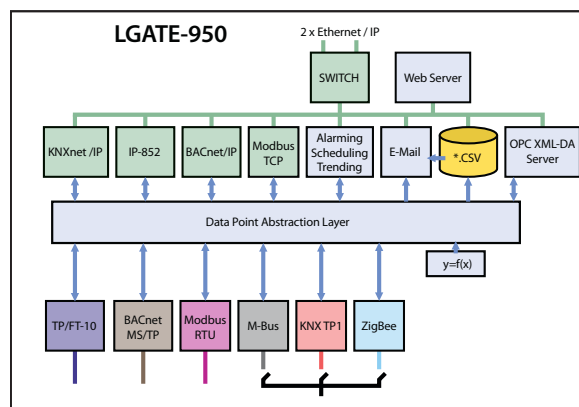 LGATE-950
2 x Ethernet / IP
SWITCH
Web Server
KNXnet /IP
IP-852
BACnet/IP
Modbus
TCP
Alarming
Scheduling
Trending
E-Mail
*.CSV
OPC XML-DA
Server
Data Point Abstraction Layer
y=f(x)
TP/FT-10
BACnet
MS/TP
Modbus
RTU
M-Bus
KNX TP1
ZigBee